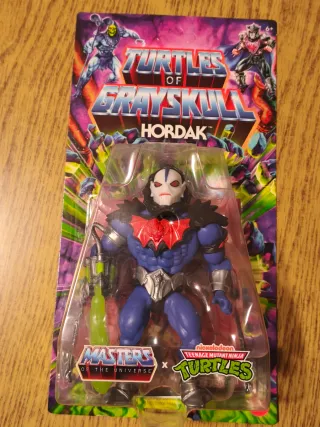 TURTLES
OF
GRAYSKULL
HORDAK
MASTERS
OF THE UNIVERSE
x
nickelodeon
TEENAGE MUTANT NINJA
TURTLES